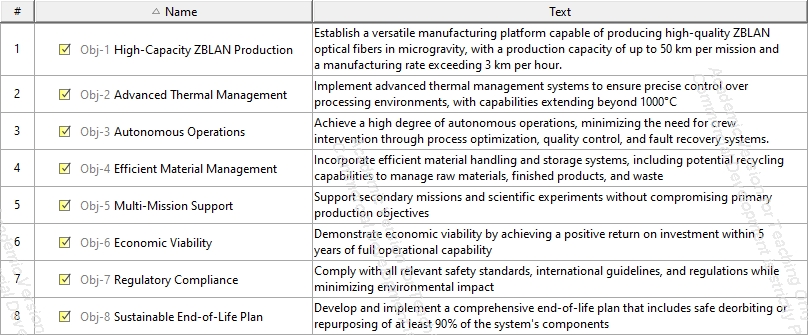 # Name Text
1 Obj-1 High-Capacity ZBLAN Production
Establish a versatile manufacturing platform capable of producing high-quality ZBLAN
optical fibers in microgravity, with a production capacity of up to 50 km per mission and
a manufacturing rate exceeding 3 km per hour.
2 Obj-2 Advanced Thermal Management
Implement advanced thermal management systems to ensure precise control over
processing environments, with capabilities extending beyond 1000°C
3 Obj-3 Autonomous Operations
Achieve a high degree of autonomous operations, minimizing the need for crew
intervention through process optimization, quality control, and fault recovery systems.
4 Obj-4 Efficient Material Management
Incorporate efficient material handling and storage systems, including potential recycling
capabilities to manage raw materials, finished products, and waste
5 Obj-5 Multi-Mission Support
Support secondary missions and scientific experiments without compromising primary
production objectives
6 Obj-6 Economic Viability
Demonstrate economic viability by achieving a positive return on investment within 5
years of full operational capability
7 Obj-7 Regulatory Compliance
Comply with all relevant safety standards, international guidelines, and regulations while
minimizing environmental impact
8 Obj-8 Sustainable End-of-Life Plan
Develop and implement a comprehensive end-of-life plan that includes safe deorbiting or
repurposing of at least 90% of the system's components
Academic Version for Teaching Only
Commercial Development is strictly